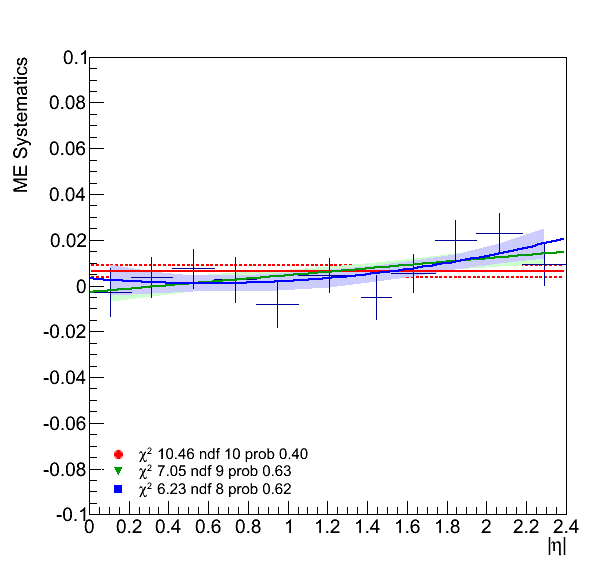 ME Systematics
0.1
0.08
0.06
0.04
0.02
0
-0.02
-0.04
-0.06
-0.08
-0.1
χ² 10.46 ndf 10 prob 0.40
χ² 7.05 ndf 9 prob 0.63
χ² 6.23 ndf 8 prob 0.62
0 0.2 0.4 0.6 0.8 1 1.2 1.4 1.6 1.8 2 2.2 2.4
|η|